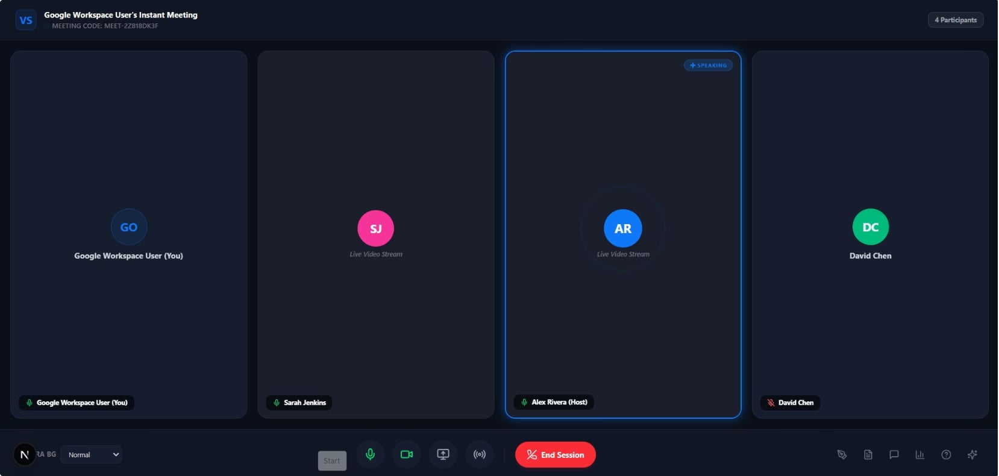 VS
Google Workspace User's Instant Meeting
MEETING CODE: MEET-2Z818DK3F
4 Participants
GO
Google Workspace User (You)
Google Workspace User (You)
SJ
Live Video Stream
Sarah Jenkins
SPEAKING
AR
Live Video Stream
Alex Rivera (Host)
DC
David Chen
David Chen
N
RA BG
Normal
Start
End Session